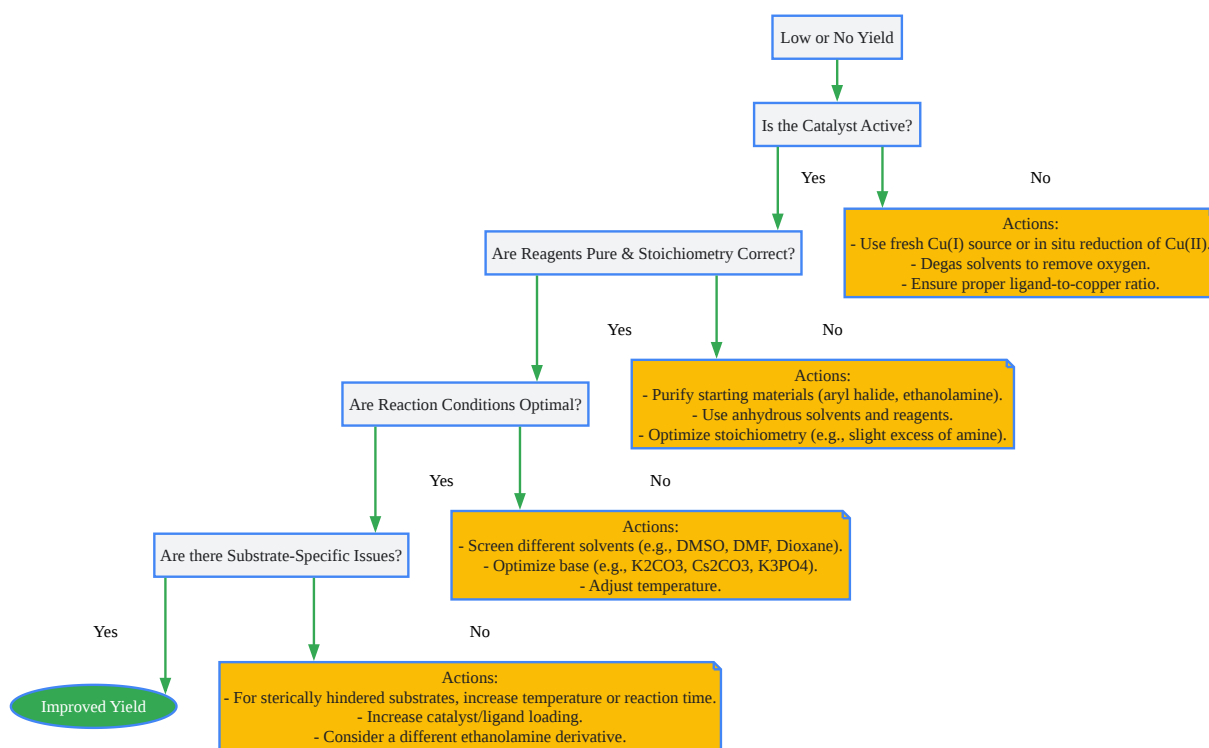 Low or No Yield
Is the Catalyst Active?
Yes
No
Actions:
- Use fresh Cu(I) source or in situ reduction of Cu(II).
- Degas solvents to remove oxygen.
- Ensure proper ligand-to-copper ratio.
Are Reagents Pure & Stoichiometry Correct?
Yes
No
Actions:
- Purify starting materials (aryl halide, ethanolamine).
- Use anhydrous solvents and reagents.
- Optimize stoichiometry (e.g., slight excess of amine).
Are Reaction Conditions Optimal?
Yes
No
Actions:
- Screen different solvents (e.g., DMSO, DMF, Dioxane).
- Optimize base (e.g., K2CO3, Cs2CO3, K3PO4).
- Adjust temperature.
Are there Substrate-Specific Issues?
Yes
No
Actions:
- For sterically hindered substrates, increase temperature or reaction time.
- Increase catalyst/ligand loading.
- Consider a different ethanolamine derivative.
Improved Yield